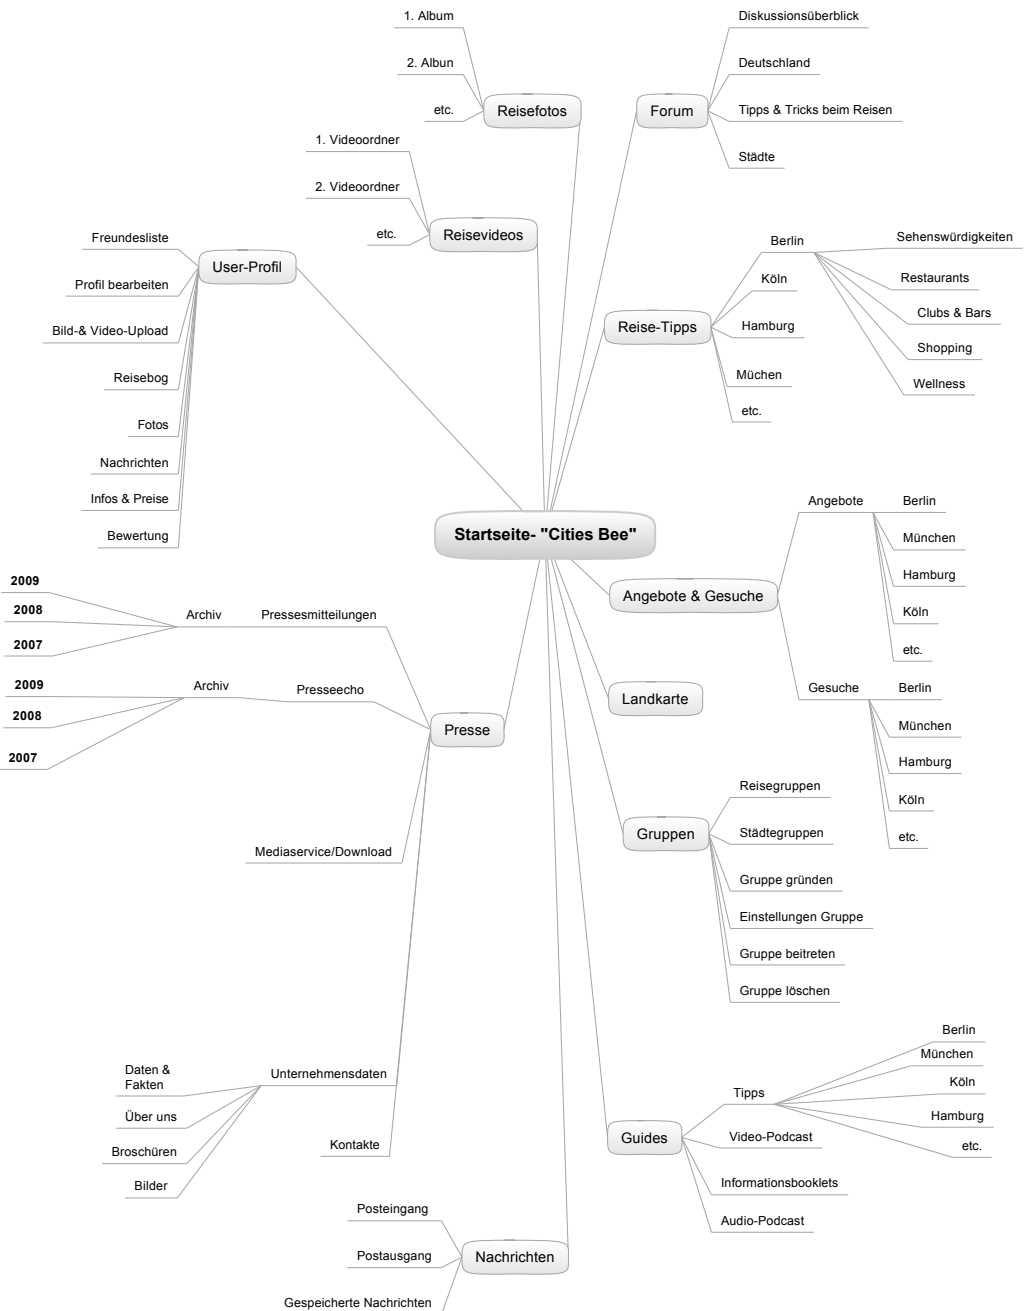 Startseite- "Cities Bee"
Reisefotos
1. Album
2. Albun
etc.
Reisevideos
1. Videoordner
2. Videoordner
etc.
User-Profil
Freundesliste
Profil bearbeiten
Bild-& Video-Upload
Reisebog
Fotos
Nachrichten
Infos & Preise
Bewertung
Presse
Pressesmitteilungen
Archiv
2009
2008
2007
Presseecho
Archiv
2009
2008
2007
Mediaservice/Download
Unternehmensdaten
Daten &
Fakten
Über uns
Broschüren
Bilder
Kontakte
Nachrichten
Posteingang
Postausgang
Gespeicherte Nachrichten
Forum
Diskussionsüberblick
Deutschland
Tipps & Tricks beim Reisen
Städte
Reise-Tipps
Berlin
Sehenswürdigkeiten
Restaurants
Clubs & Bars
Shopping
Wellness
Köln
Hamburg
Müchen
etc.
Angebote & Gesuche
Angebote
Berlin
München
Hamburg
Köln
etc.
Gesuche
Berlin
München
Hamburg
Köln
etc.
Landkarte
Gruppen
Reisegruppen
Städtegruppen
Gruppe gründen
Einstellungen Gruppe
Gruppe beitreten
Gruppe löschen
Guides
Tipps
Berlin
München
Köln
Hamburg
etc.
Video-Podcast
Informationsbooklets
Audio-Podcast